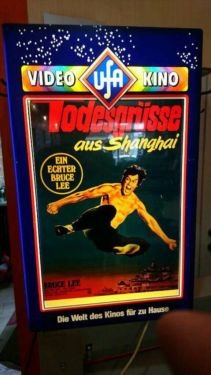 VIDEO UFA KINO
Todesgrüsse
aus Shanghai
EIN
ECHTER
BRUCE
LEE
BRUCE LEE
Die Welt des Kinos für zu Hause